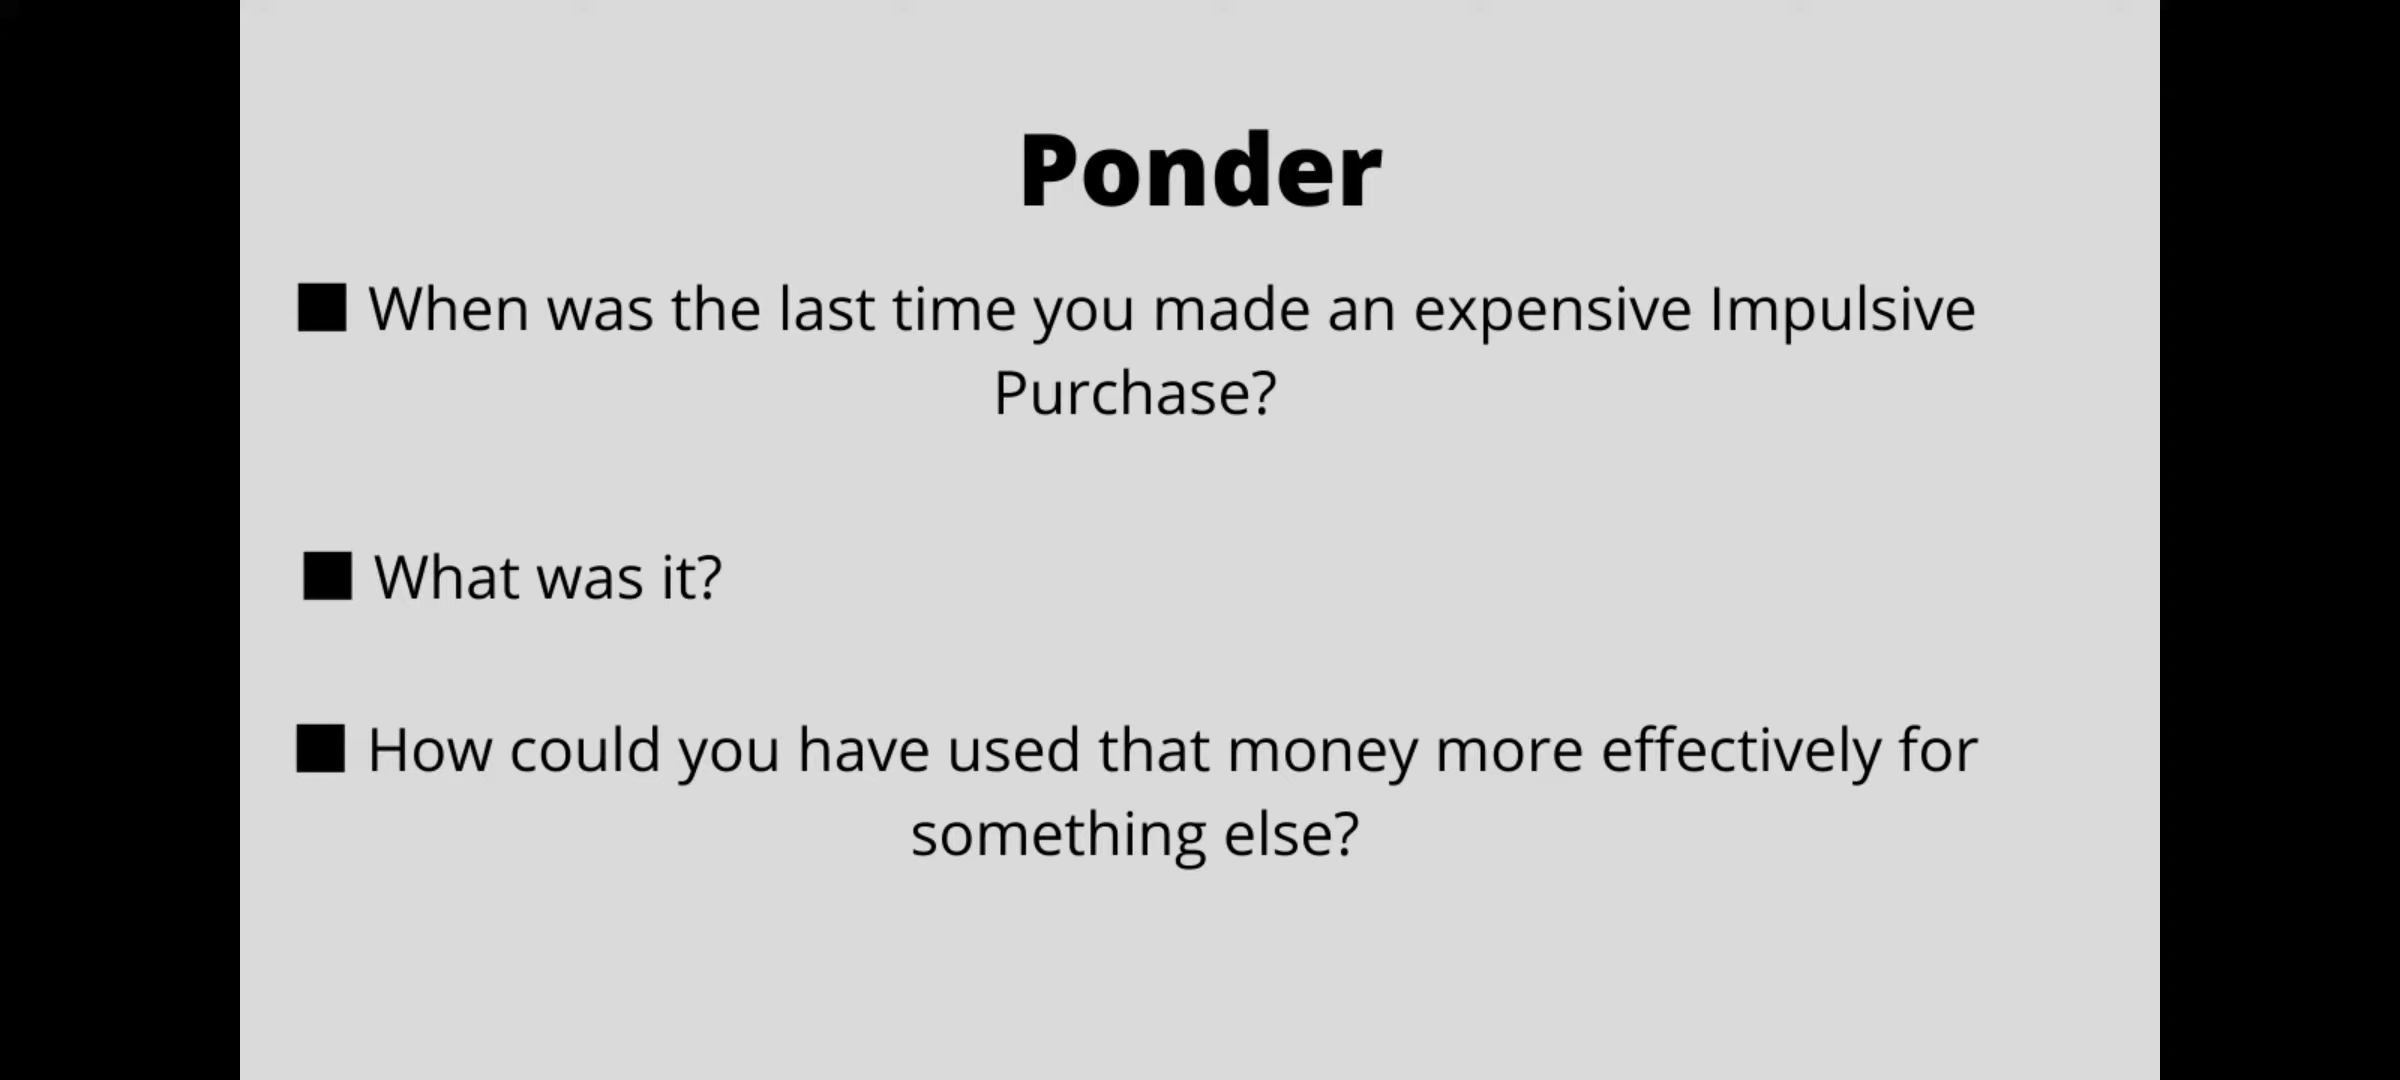 Ponder
■ When was the last time you made an expensive Impulsive
Purchase?
■ What was it?
■ How could you have used that money more effectively for
something else?